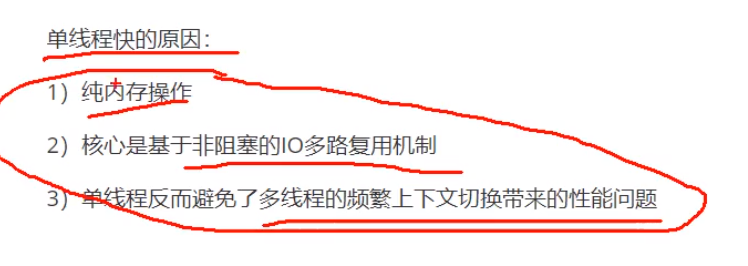 单线程快的原因：
1）纯内存操作
2）核心是基于非阻塞的IO多路复用机制
3）单线程反而避免了多线程的频繁上下文切换带来的性能问题